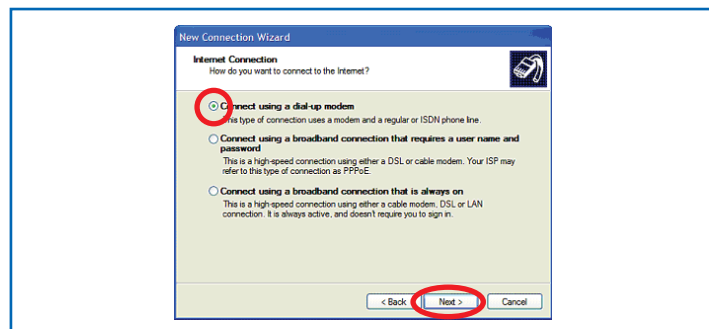 New Connection Wizard
Internet Connection
How do you want to connect to the Internet?
Connect using a dial-up modem
This type of connection uses a modem and a regular or ISDN phone line.
Connect using a broadband connection that requires a user name and
password
This is a high-speed connection using either a DSL or cable modem. Your ISP may
refer to this type of connection as PPPoE.
Connect using a broadband connection that is always on
This is a high-speed connection using either a cable modem, DSL or LAN
connection. It is always active, and doesn't require you to sign in.
< Back Next > Cancel